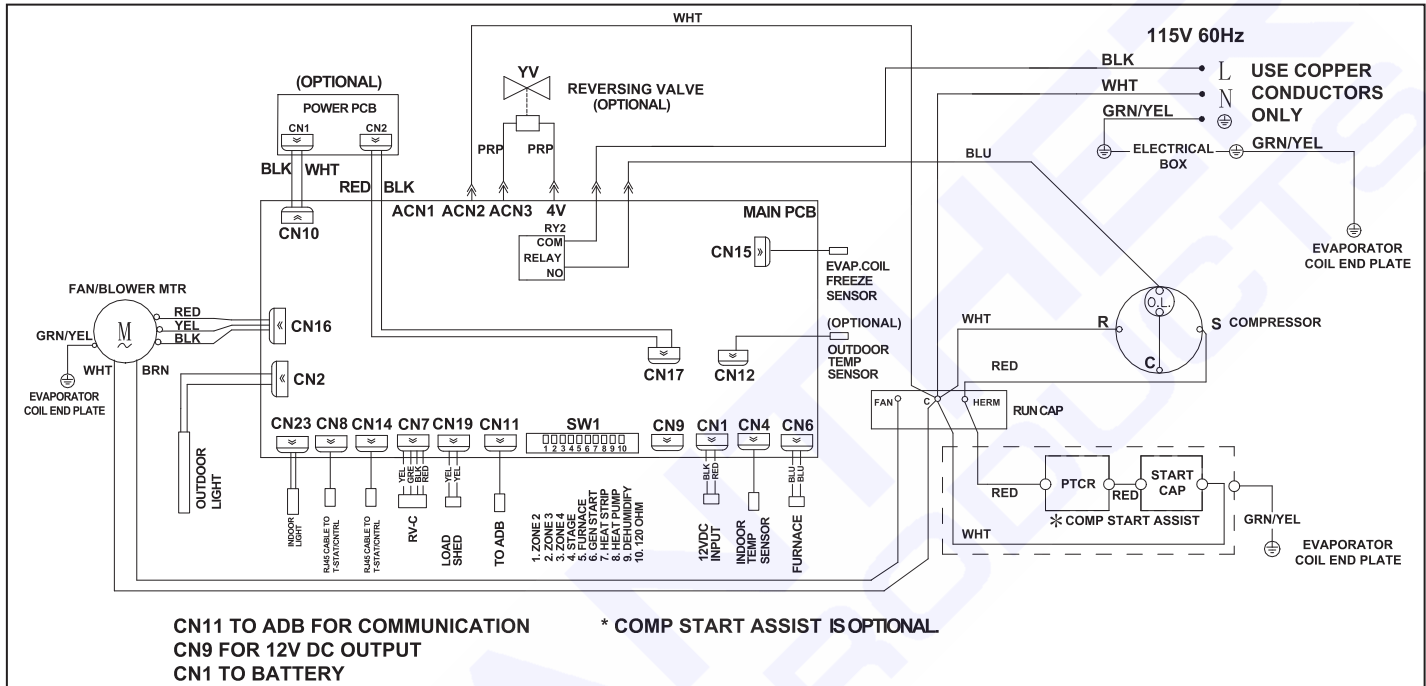 WHT
115V 60Hz
BLK
L
USE COPPER
WHT
N
CONDUCTORS
GRN/YEL
ONLY
ELECTRICAL
BOX
GRN/YEL
EVAPORATOR
COIL END PLATE
(OPTIONAL)
POWER PCB
CN1
CN2
BLK
WHT
RED
BLK
YV
REVERSING VALVE
(OPTIONAL)
PRP
PRP
BLU
ACN1
ACN2
ACN3
4V
MAIN PCB
CN10
RY2
COM
RELAY
NO
CN15
EVAP.COIL
FREEZE
SENSOR
(OPTIONAL)
OUTDOOR
TEMP
SENSOR
CN12
CN17
FAN/BLOWER MTR
M
RED
YEL
BLK
GRN/YEL
WHT
BRN
EVAPORATOR
COIL END PLATE
CN16
CN2
OUTDOOR
LIGHT
O.L.
R
S
C
COMPRESSOR
WHT
RED
FAN
C
HERM
RUN CAP
CN23
CN8
CN14
CN7
CN19
CN11
SW1
1 2 3 4 5 6 7 8 9 10
CN9
CN1
CN4
CN6
YEL
GRE
BLK
RED
YEL
YEL
BLK
RED
BLU
BLU
INDOOR
LIGHT
RJ45 CABLE TO
T-STAT/CNTRL
RJ45 CABLE TO
T-STAT/CNTRL
RV-C
LOAD
SHED
TO ADB
1. ZONE 2
2. ZONE 3
3. ZONE 4
4. STAGE
5. FURNACE
6. GEN START
7. HEAT STRIP
8. HEAT PUMP
9. DEHUMIDIFY
10. 120 OHM
12VDC
INPUT
INDOOR
TEMP
SENSOR
FURNACE
RED
PTCR
RED
START
CAP
* COMP START ASSIST
WHT
GRN/YEL
EVAPORATOR
COIL END PLATE
CN11 TO ADB FOR COMMUNICATION
* COMP START ASSIST IS OPTIONAL.
CN9 FOR 12V DC OUTPUT
CN1 TO BATTERY